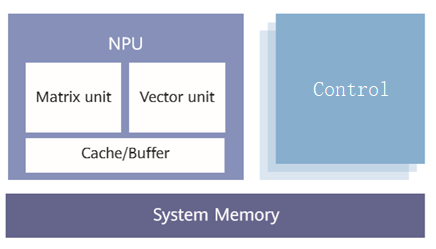 NPU
Matrix unit
Vector unit
Cache/Buffer
Control
System Memory